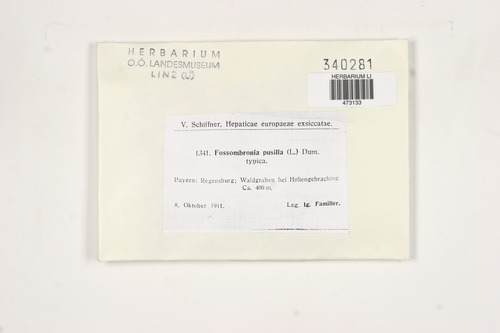 HERBARIUM
O.Ö. LANDESMUSEUM
LINZ (LI)
340281
HERBARIUM LI
473133
V. Schiffner, Hepaticae europaeae exsiccatae.
1341. Fossombronia pusilla (L.) Dum.
typica.
Bayern: Regensburg; Waldgraben bei Hohengebraching.
Ca. 400 m.
8. Oktober 1911.
Leg. Ig. Familler.